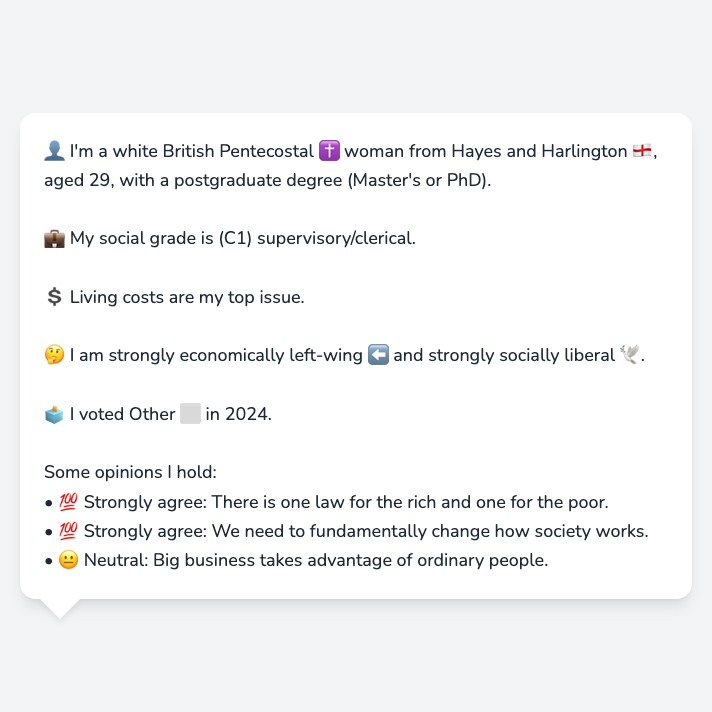 👤 I'm a white British Pentecostal ✝️ woman from Hayes and Harlington 🏴󠁧󠁢󠁥󠁮󠁧󠁿,
aged 29, with a postgraduate degree (Master's or PhD).
💼 My social grade is (C1) supervisory/clerical.
💲 Living costs are my top issue.
🤔 I am strongly economically left-wing ⬅️ and strongly socially liberal 🕊️.
🗳️ I voted Other ⬜ in 2024.
Some opinions I hold:
• 💯 Strongly agree: There is one law for the rich and one for the poor.
• 💯 Strongly agree: We need to fundamentally change how society works.
• 😐 Neutral: Big business takes advantage of ordinary people.